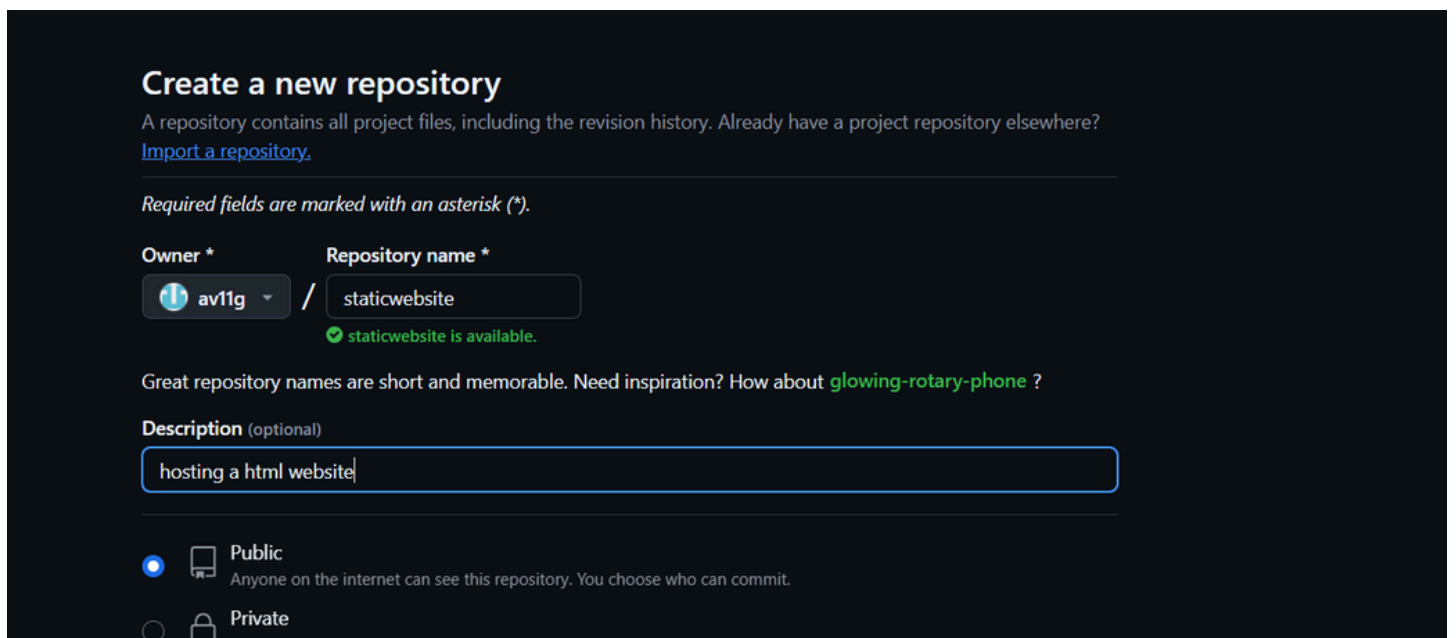 Create a new repository
A repository contains all project files, including the revision history. Already have a project repository elsewhere?
Import a repository.
Required fields are marked with an asterisk (*).
Owner * Repository name *
av11g / staticwebsite
staticwebsite is available.
Great repository names are short and memorable. Need inspiration? How about glowing-rotary-phone ?
Description (optional)
hosting a html website
Public
Anyone on the internet can see this repository. You choose who can commit.
Private